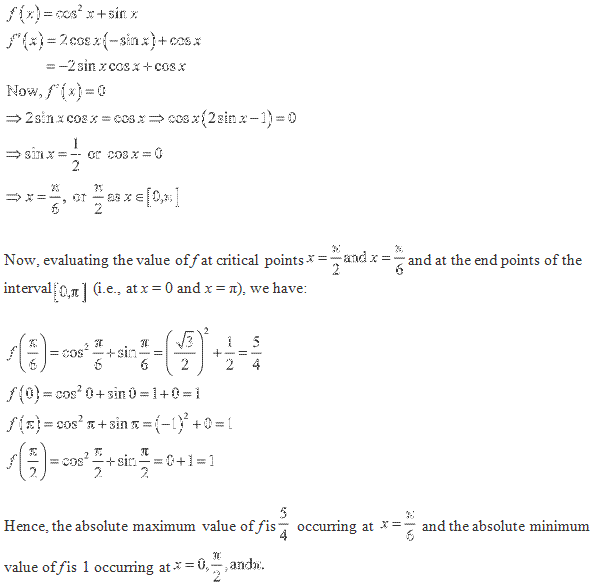 f(x) = cos² x + sin x
f'(x) = 2 cos x(−sin x) + cos x
= −2 sin x cos x + cos x
Now, f'(x) = 0
⇒ 2 sin x cos x = cos x ⇒ cos x(2 sin x − 1) = 0
⇒ sin x = 1/2 or cos x = 0
⇒ x = π/6, or π/2 as x ∈ [0, π]
Now, evaluating the value of f at critical points x = π/2 and x = π/6 and at the end points of the
interval [0, π] (i.e., at x = 0 and x = π), we have:
f(π/6) = cos² π/6 + sin π/6 = (√3/2)² + 1/2 = 5/4
f(0) = cos² 0 + sin 0 = 1 + 0 = 1
f(π) = cos² π + sin π = (−1)² + 0 = 1
f(π/2) = cos² π/2 + sin π/2 = 0 + 1 = 1
Hence, the absolute maximum value of f is 5/4 occurring at x = π/6 and the absolute minimum
value of f is 1 occurring at x = 0, π/2, and π.